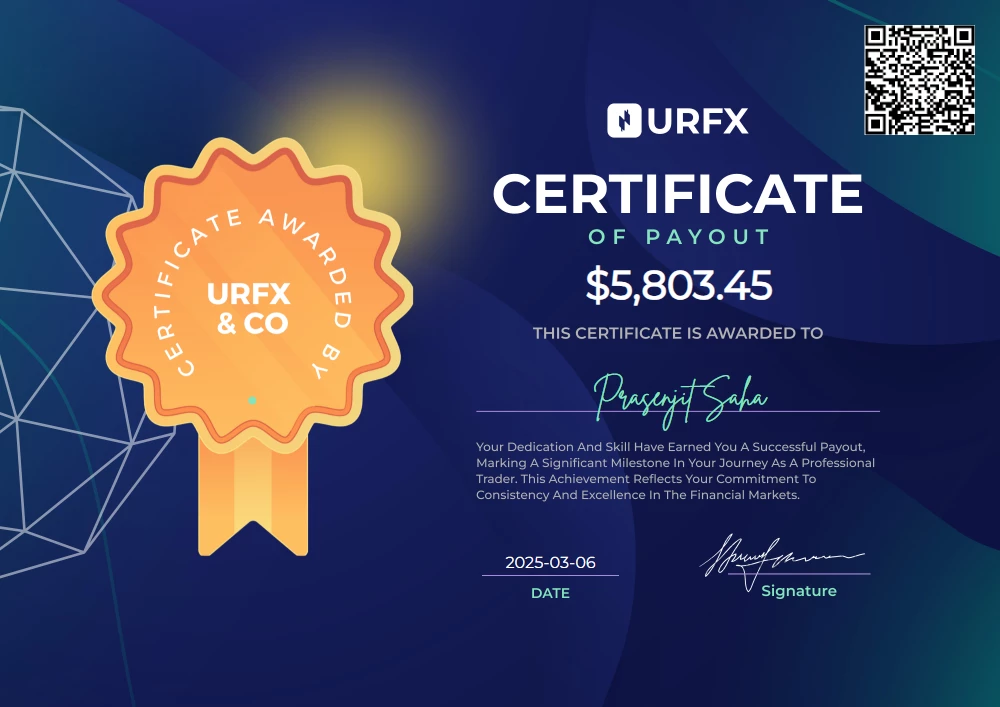 URFX
CERTIFICATE
OF PAYOUT
$5,803.45
THIS CERTIFICATE IS AWARDED TO
Prasenjit Saha
Your Dedication And Skill Have Earned You A Successful Payout,
Marking A Significant Milestone In Your Journey As A Professional
Trader. This Achievement Reflects Your Commitment To
Consistency And Excellence In The Financial Markets.
2025-03-06
DATE
Signature
CERTIFICATE AWARDED BY
URFX
& CO